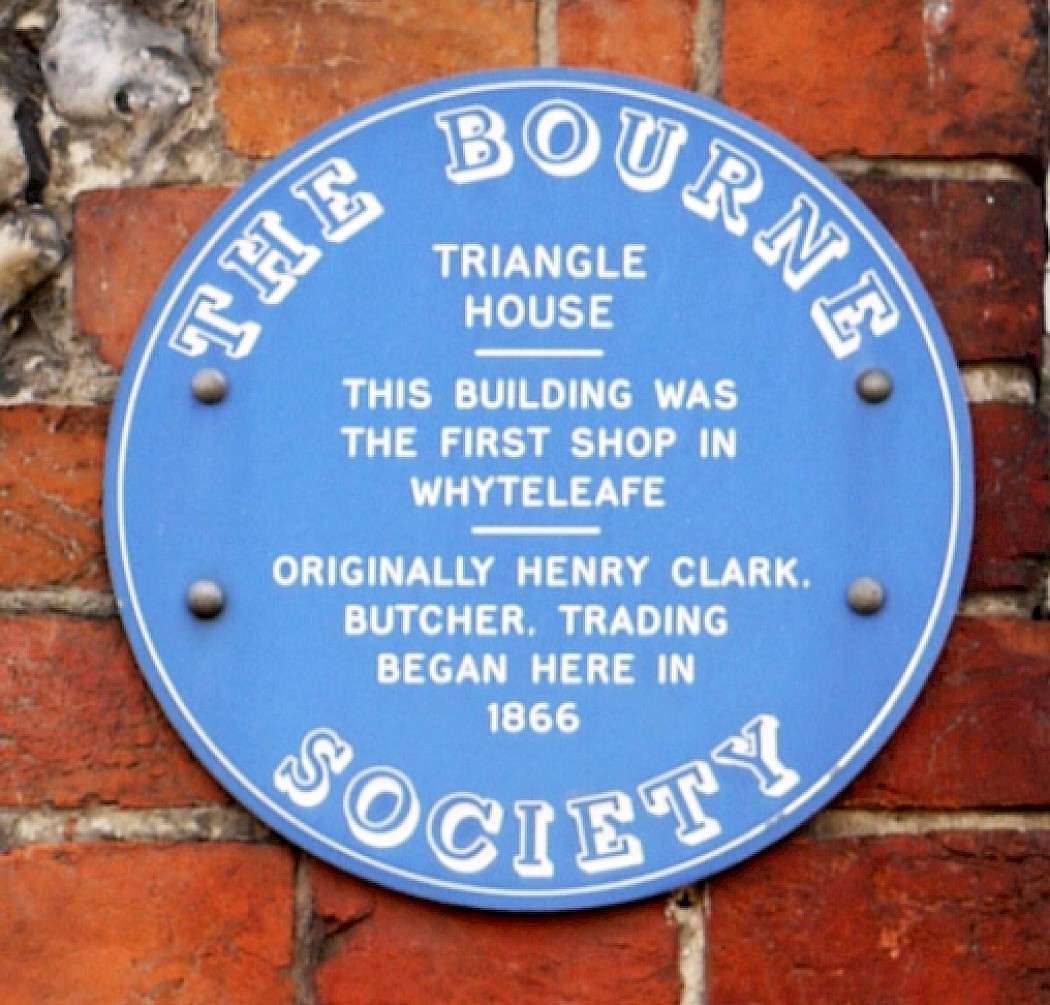 THE BOURNE
TRIANGLE
HOUSE
THIS BUILDING WAS
THE FIRST SHOP IN
WHYTELEAFE
ORIGINALLY HENRY CLARK.
BUTCHER. TRADING
BEGAN HERE IN
1866
SOCIETY